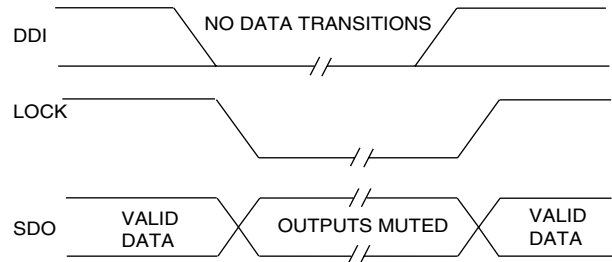 NO DATA TRANSITIONS
DDI
LOCK
SDO
VALID
DATA
OUTPUTS MUTED
VALID
DATA